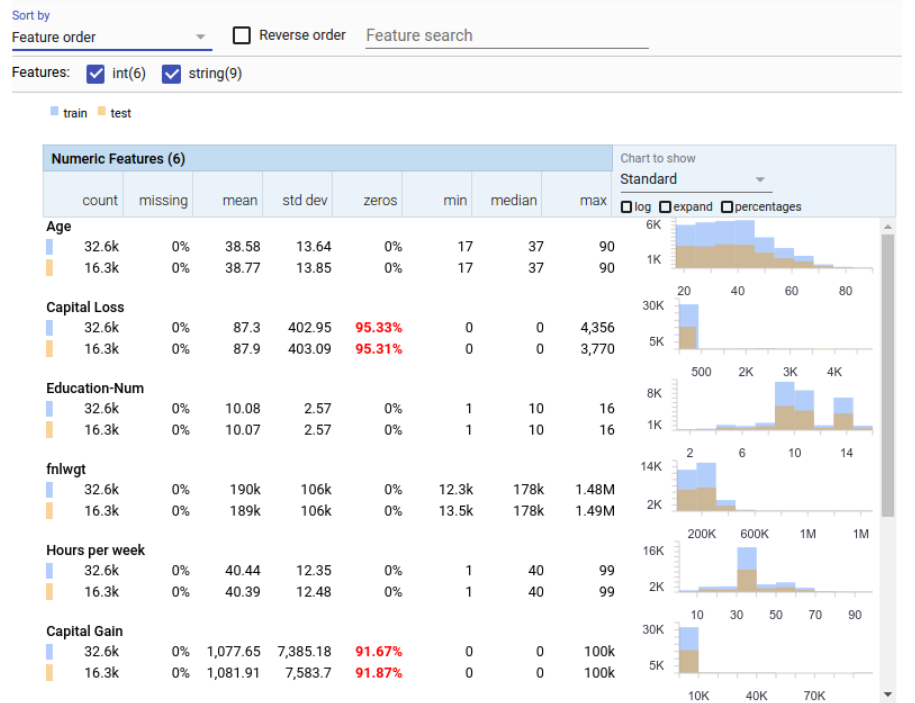 Sort by
Feature order
Reverse order
Feature search
Features: int(6) string(9)
train test
Numeric Features (6)
Chart to show
Standard
count missing mean std dev zeros min median max
log expand percentages
Age
32.6k 0% 38.58 13.64 0% 17 37 90
16.3k 0% 38.77 13.85 0% 17 37 90
6K
1K
20 40 60 80
Capital Loss
32.6k 0% 87.3 402.95 95.33% 0 0 4,356
16.3k 0% 87.9 403.09 95.31% 0 0 3,770
30K
5K
500 2K 3K 4K
Education-Num
32.6k 0% 10.08 2.57 0% 1 10 16
16.3k 0% 10.07 2.57 0% 1 10 16
8K
1K
2 6 10 14
fnlwgt
32.6k 0% 190k 106k 0% 12.3k 178k 1.48M
16.3k 0% 189k 106k 0% 13.5k 178k 1.49M
14K
2K
200K 600K 1M 1M
Hours per week
32.6k 0% 40.44 12.35 0% 1 40 99
16.3k 0% 40.39 12.48 0% 1 40 99
16K
2K
10 30 50 70 90
Capital Gain
32.6k 0% 1,077.65 7,385.18 91.67% 0 0 100k
16.3k 0% 1,081.91 7,583.7 91.87% 0 0 100k
30K
5K
10K 40K 70K